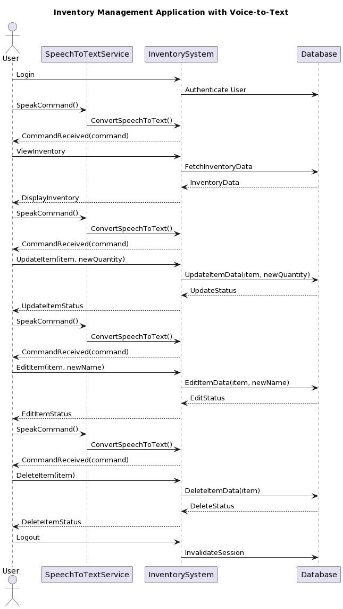 Inventory Management Application with Voice-to-Text
User
SpeechToTextService
InventorySystem
Database
Login
Authenticate User
SpeakCommand()
ConvertSpeechToText()
CommandReceived(command)
ViewInventory
FetchInventoryData
InventoryData
DisplayInventory
SpeakCommand()
ConvertSpeechToText()
CommandReceived(command)
UpdateItem(item, newQuantity)
UpdateItemData(item, newQuantity)
UpdateStatus
UpdateItemStatus
SpeakCommand()
ConvertSpeechToText()
CommandReceived(command)
EditItem(item, newName)
EditItemData(item, newName)
EditStatus
EditItemStatus
SpeakCommand()
ConvertSpeechToText()
CommandReceived(command)
DeleteItem(item)
DeleteItemData(item)
DeleteStatus
DeleteItemStatus
Logout
InvalidateSession
User
SpeechToTextService
InventorySystem
Database